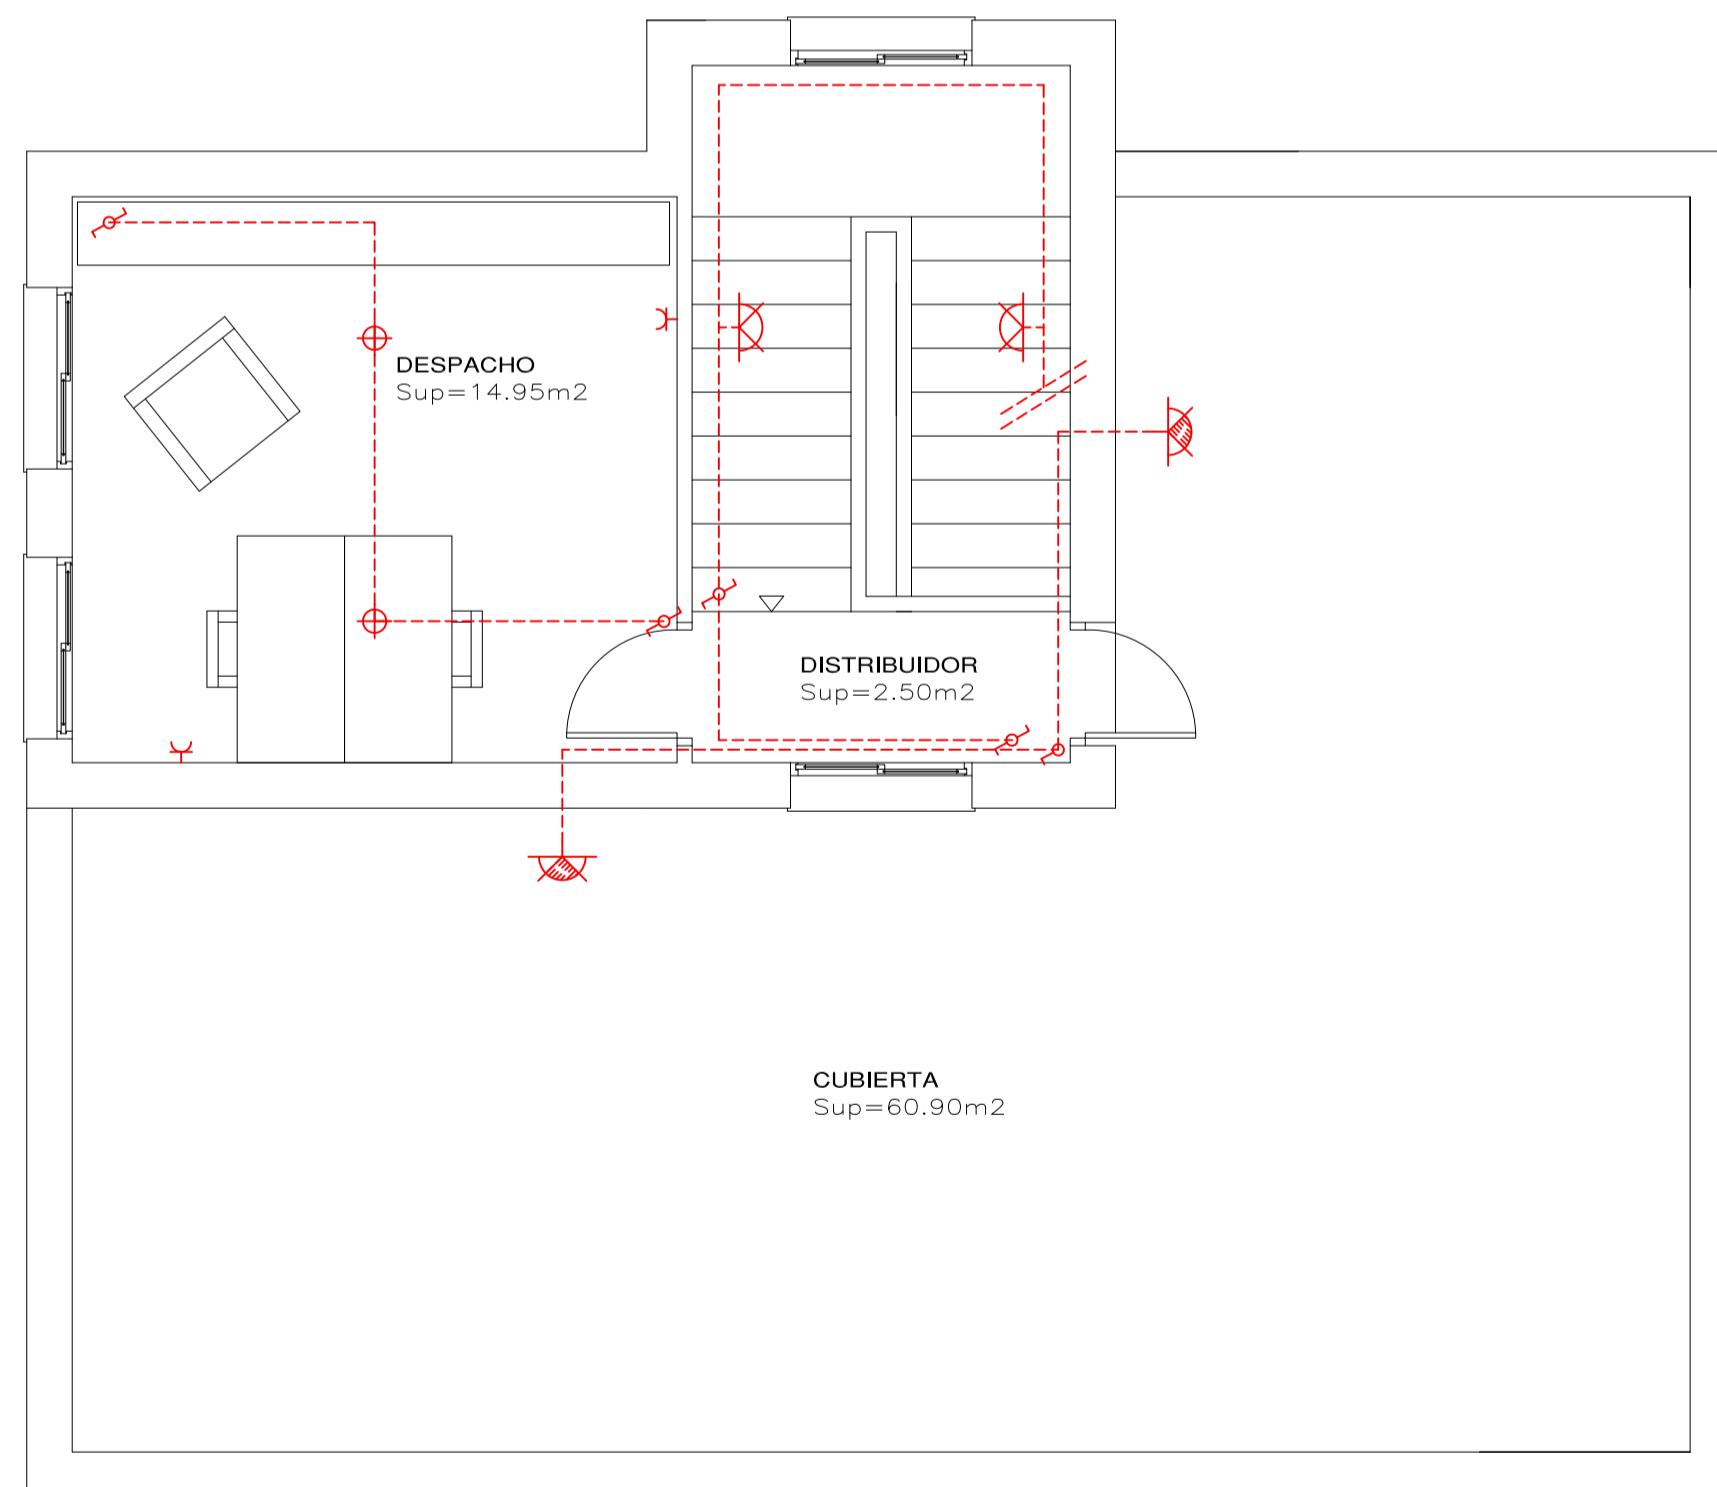 DESPACHO
Sup=14.95m2
DISTRIBUIDOR
Sup=2.50m2
CUBIERTA
Sup=60.90m2